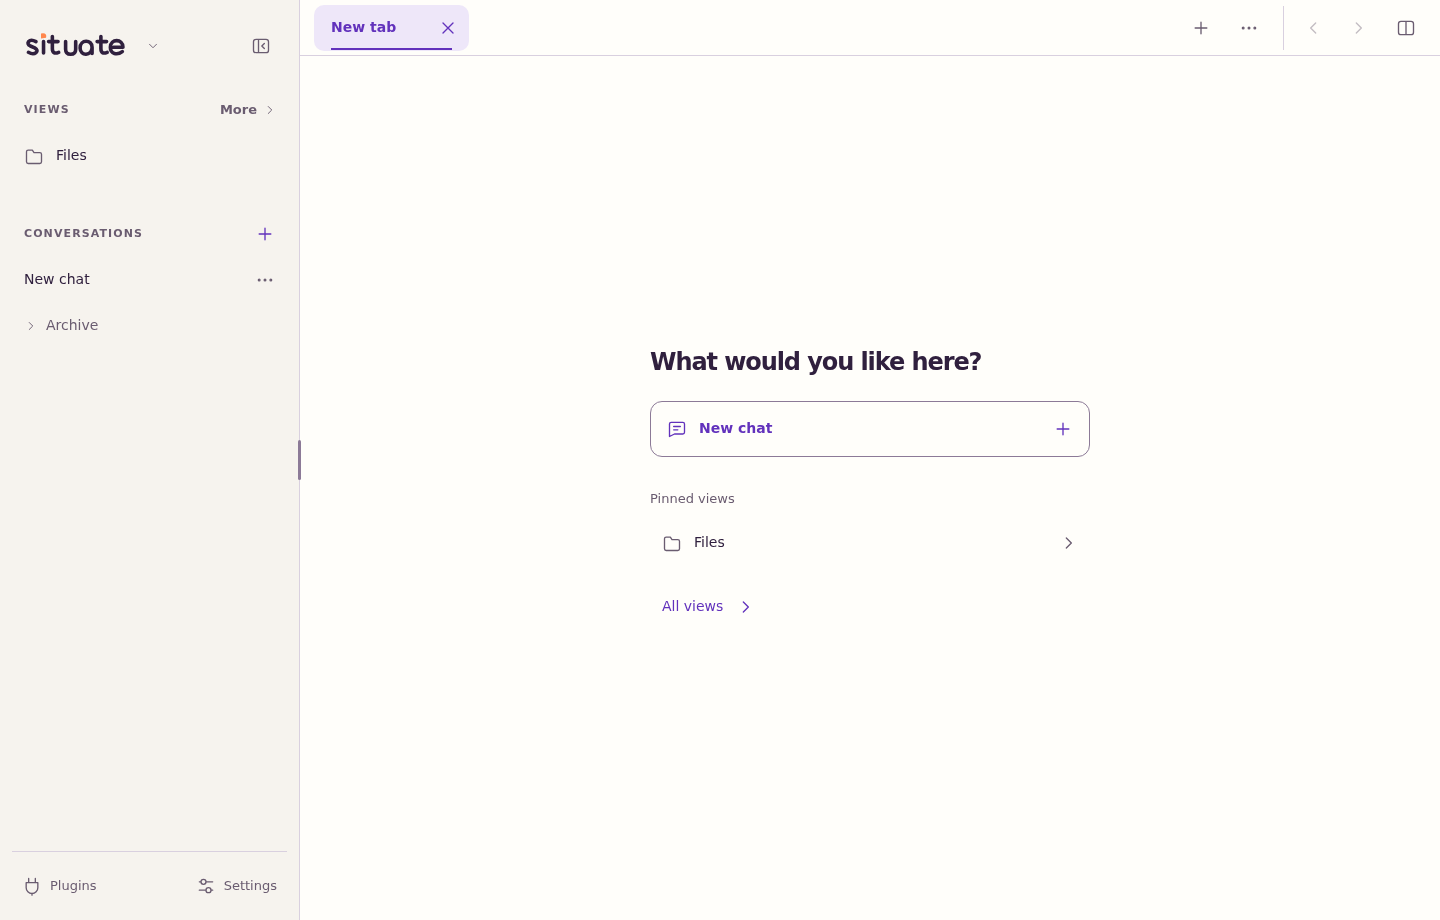 situate
VIEWS
More
Files
CONVERSATIONS
New chat
Archive
Plugins
Settings
New tab
What would you like here?
New chat
Pinned views
Files
All views